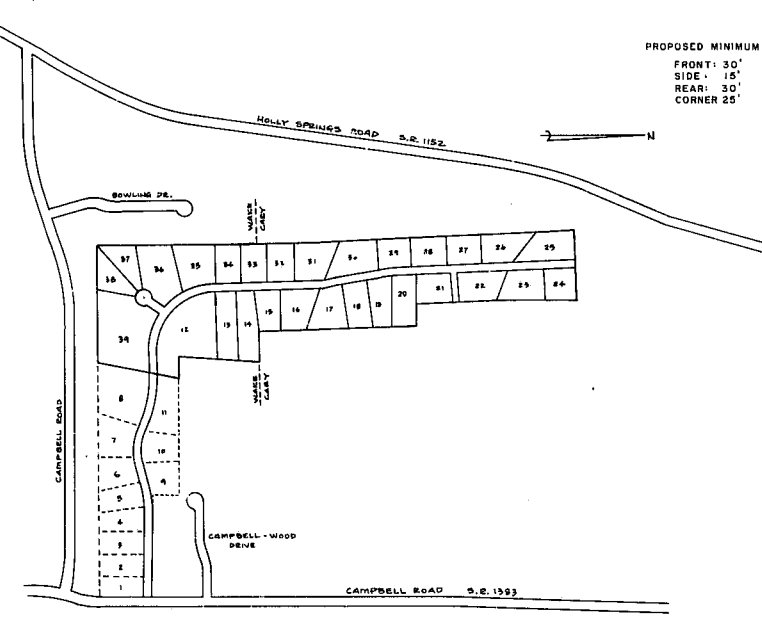 PROPOSED MINIMUM
FRONT: 30'
SIDE: 15'
REAR: 30'
CORNER 25'
HOLLY SPRINGS ROAD S.R. 1152
N
BOWLING DR.
WAKE
CARY
37
38
36
35
34
33
32
31
30
29
28
27
26
25
39
12
13
14
15
16
17
18
19
20
21
22
23
24
WAKE
CARY
8
11
7
10
6
9
5
4
3
2
1
CAMPBELL ROAD
CAMPBELL-WOOD
DRIVE
CAMPBELL ROAD S.R. 1393